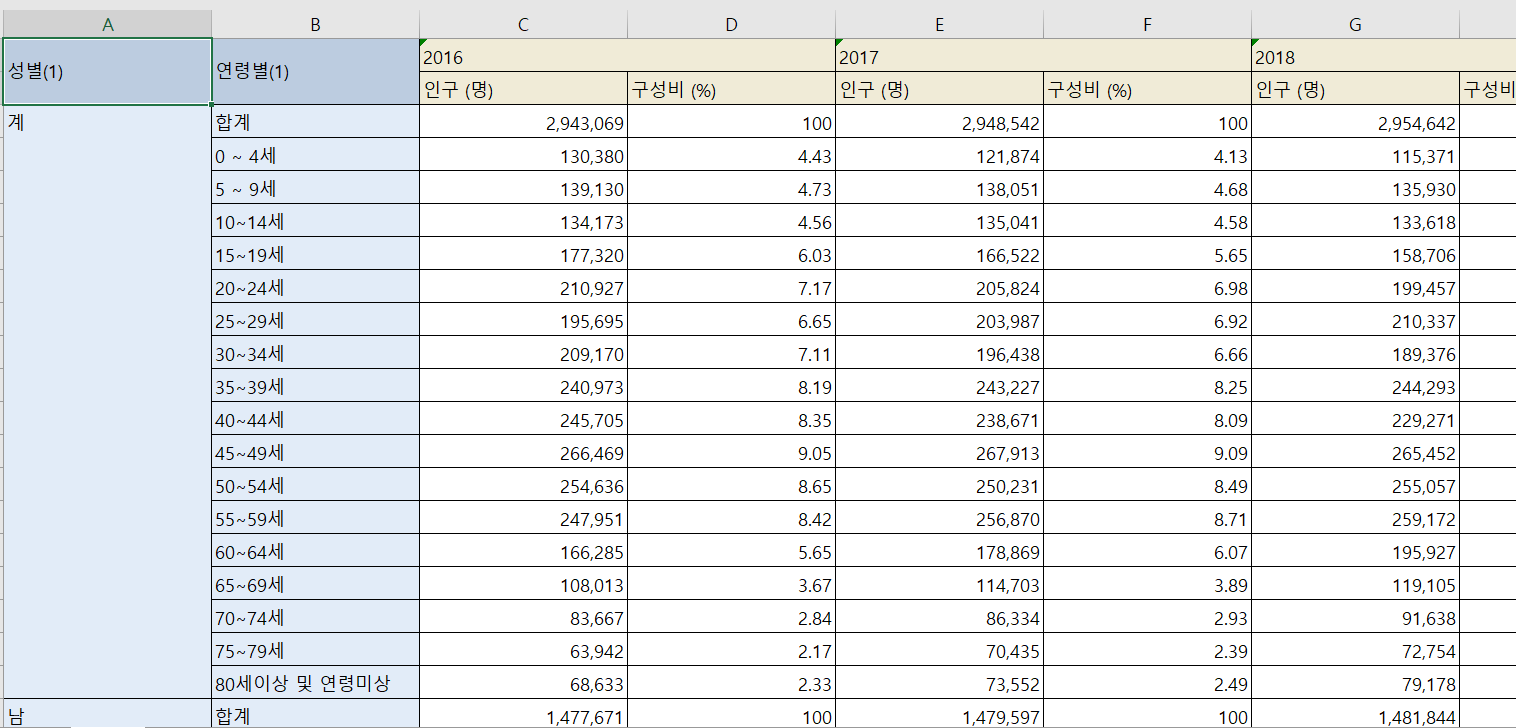 A B C D E F G
성별(1) 연령별(1) 2016 2017 2018
인구 (명) 구성비 (%) 인구 (명) 구성비 (%) 인구 (명) 구성비
계 합계 2,943,069 100 2,948,542 100 2,954,642
0 ~ 4세 130,380 4.43 121,874 4.13 115,371
5 ~ 9세 139,130 4.73 138,051 4.68 135,930
10~14세 134,173 4.56 135,041 4.58 133,618
15~19세 177,320 6.03 166,522 5.65 158,706
20~24세 210,927 7.17 205,824 6.98 199,457
25~29세 195,695 6.65 203,987 6.92 210,337
30~34세 209,170 7.11 196,438 6.66 189,376
35~39세 240,973 8.19 243,227 8.25 244,293
40~44세 245,705 8.35 238,671 8.09 229,271
45~49세 266,469 9.05 267,913 9.09 265,452
50~54세 254,636 8.65 250,231 8.49 255,057
55~59세 247,951 8.42 256,870 8.71 259,172
60~64세 166,285 5.65 178,869 6.07 195,927
65~69세 108,013 3.67 114,703 3.89 119,105
70~74세 83,667 2.84 86,334 2.93 91,638
75~79세 63,942 2.17 70,435 2.39 72,754
80세이상 및 연령미상 68,633 2.33 73,552 2.49 79,178
남 합계 1,477,671 100 1,479,597 100 1,481,844